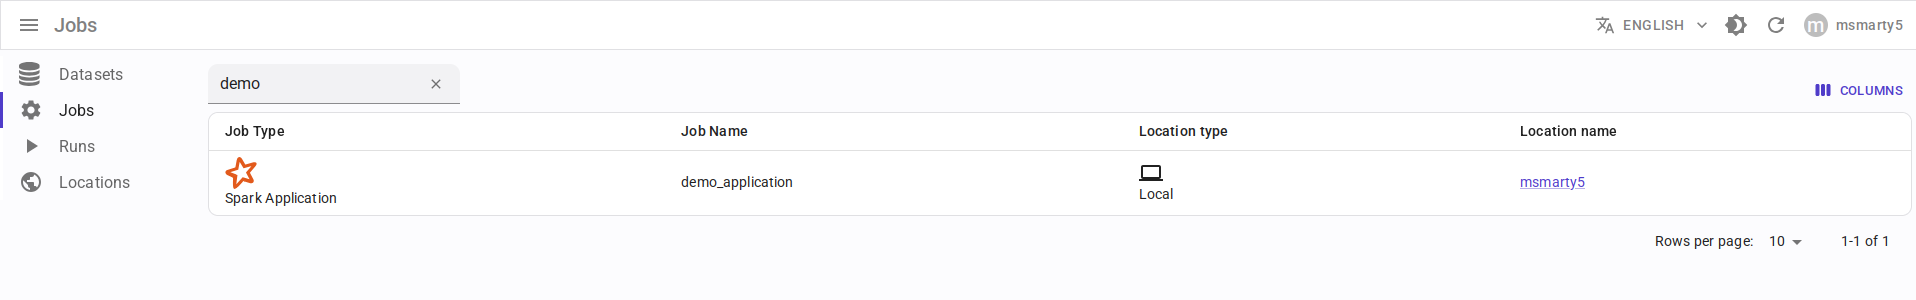 Jobs
ENGLISH
m
msmarty5
Datasets
Jobs
Runs
Locations
demo
COLUMNS
Job Type Job Name Location type Location name
Spark Application demo_application Local msmarty5
Rows per page: 10 1-1 of 1